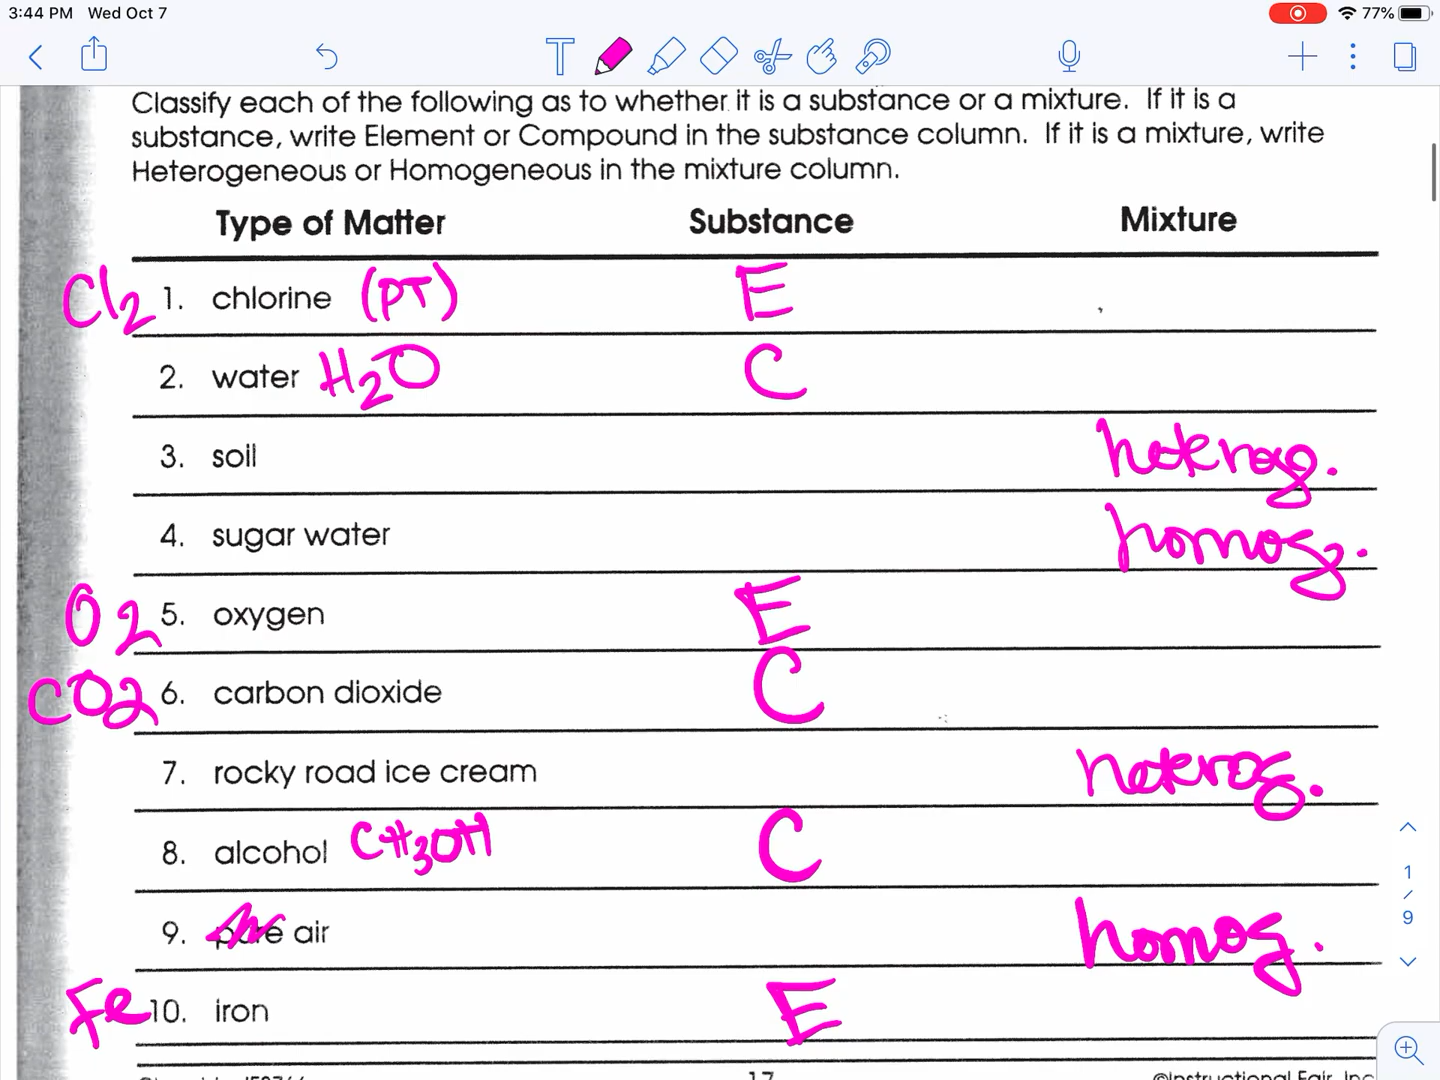 3:44 PM Wed Oct 7 77%
T
Classify each of the following as to whether it is a substance or a mixture. If it is a
substance, write Element or Compound in the substance column. If it is a mixture, write
Heterogeneous or Homogeneous in the mixture column.
Type of Matter Substance Mixture
Cl2 1. chlorine (PT) E
2. water H2O C
3. soil heterog.
4. sugar water homog.
O2 5. oxygen E
CO2 6. carbon dioxide C
7. rocky road ice cream heterog.
8. alcohol CH3OH C
9. pure air homog.
Fe 10. iron E
17 ©Instructional Fair, Inc
1
/
9